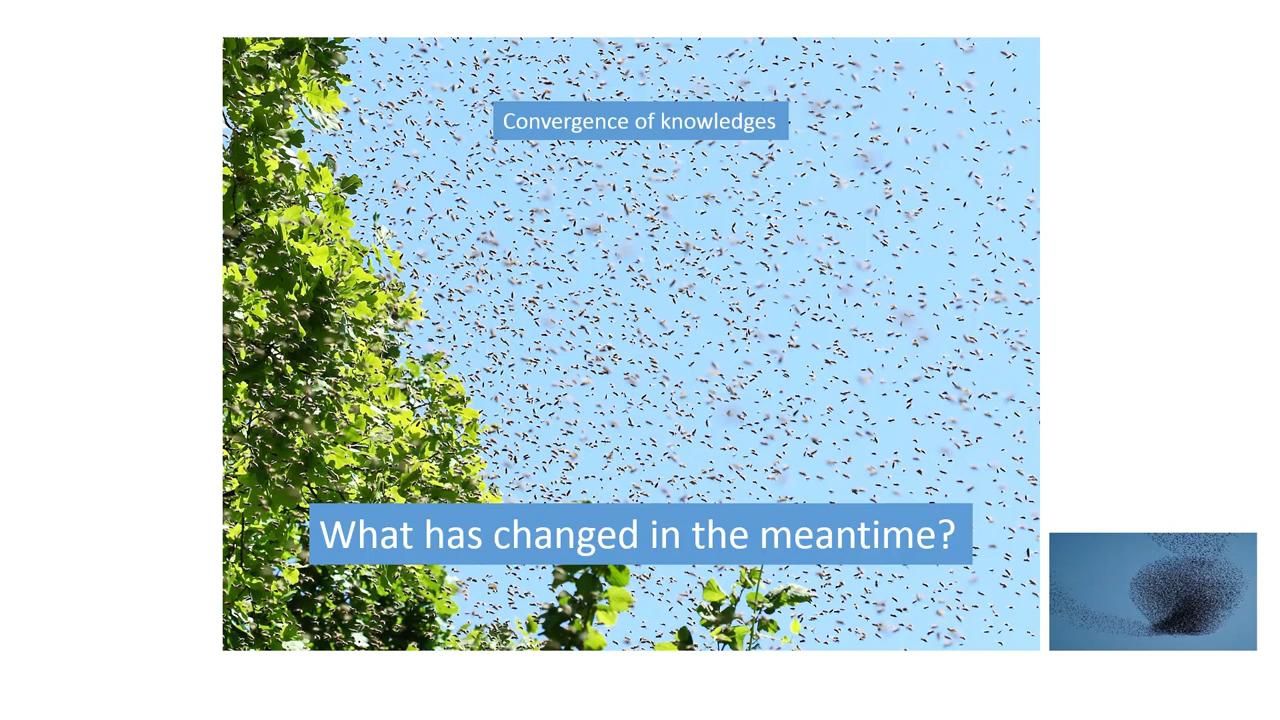 Convergence of knowledges
What has changed in the meantime?